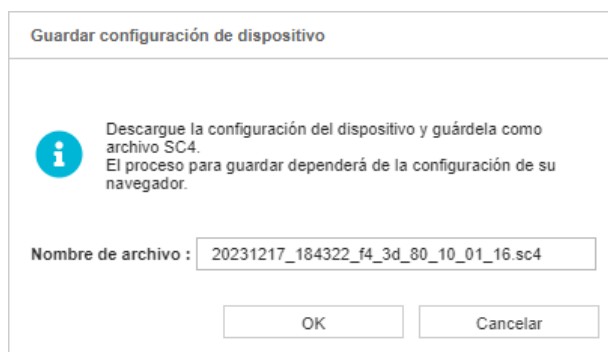 Guardar configuración de dispositivo
Descargue la configuración del dispositivo y guárdela como
archivo SC4.
El proceso para guardar dependerá de la configuración de su
navegador.
Nombre de archivo : 20231217_184322_f4_3d_80_10_01_16.sc4
OK Cancelar